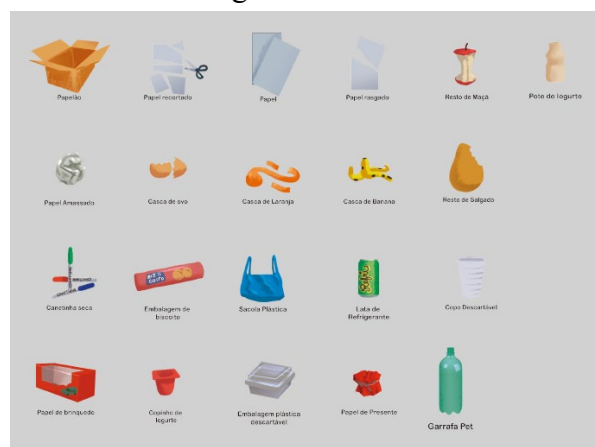 Papelão
Papel recortado
Papel
Papel rasgado
Resto de Maçã
Pote de Iogurte
Papel Amassado
Casca de ovo
Casca de Laranja
Casca de Banana
Resto de Salgado
Canetinha seca
Embalagem de
biscoito
Sacola Plástica
Lata de
Refrigerante
Copo Descartável
Papel de brinquedo
Copinho de
Iogurte
Embalagem plástica
descartável
Papel de Presente
Garrafa Pet